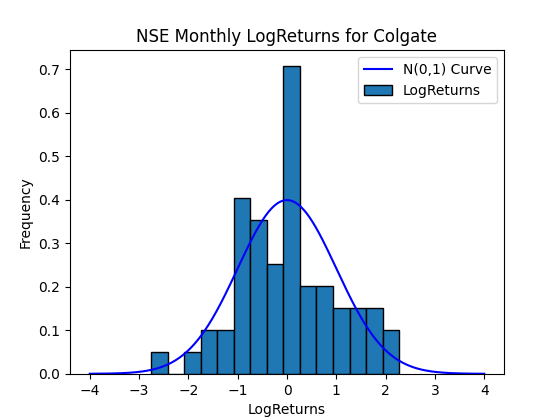 NSE Monthly LogReturns for Colgate
N(0,1) Curve
LogReturns
Frequency
0.7
0.6
0.5
0.4
0.3
0.2
0.1
0.0
−4 −3 −2 −1 0 1 2 3 4
LogReturns